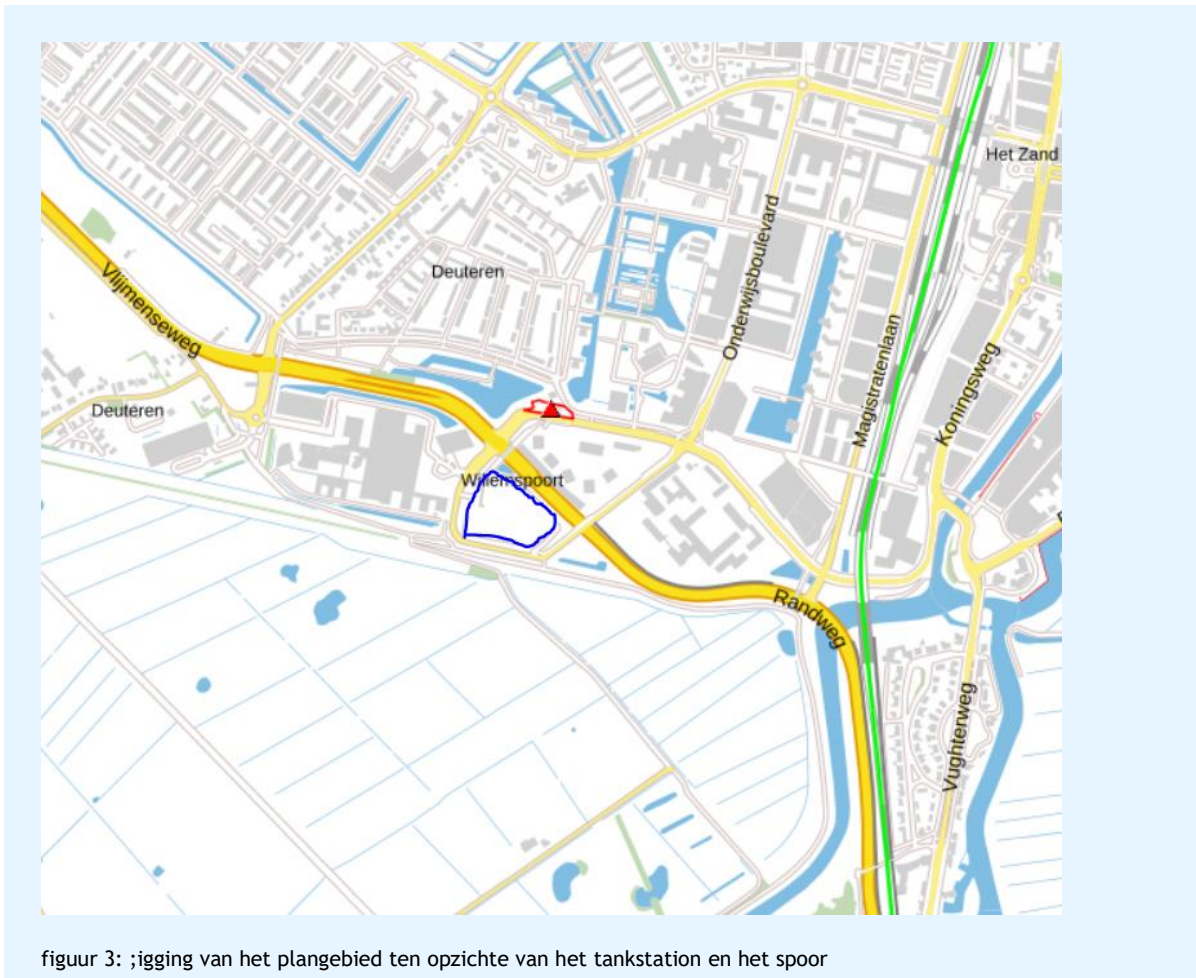 Het Zand
Onderwijsboulevard
Deuteren
Vlijmenseweg
Magistratenlaan
Koningsweg
Deuteren
Willemspoort
Randweg
Vughterweg
figuur 3: ;igging van het plangebied ten opzichte van het tankstation en het spoor